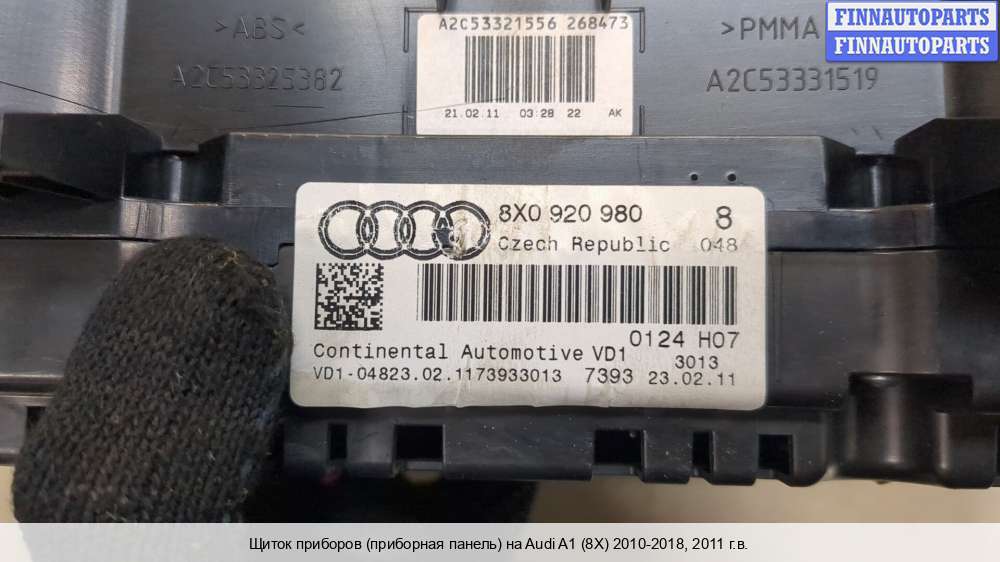 FINNAUTOPARTS
FINNAUTOPARTS
A2C53321556 268473
>ABS<
A2C53325382
>PMMA
A2C53331519
21.02.11 03:28 22 AK
8X0 920 980 8
Czech Republic 048
0124 H07
Continental Automotive VD1 3013
VD1-04823.02.1173933013 7393 23.02.11
Щиток приборов (приборная панель) на Audi A1 (8X) 2010-2018, 2011 г.в.